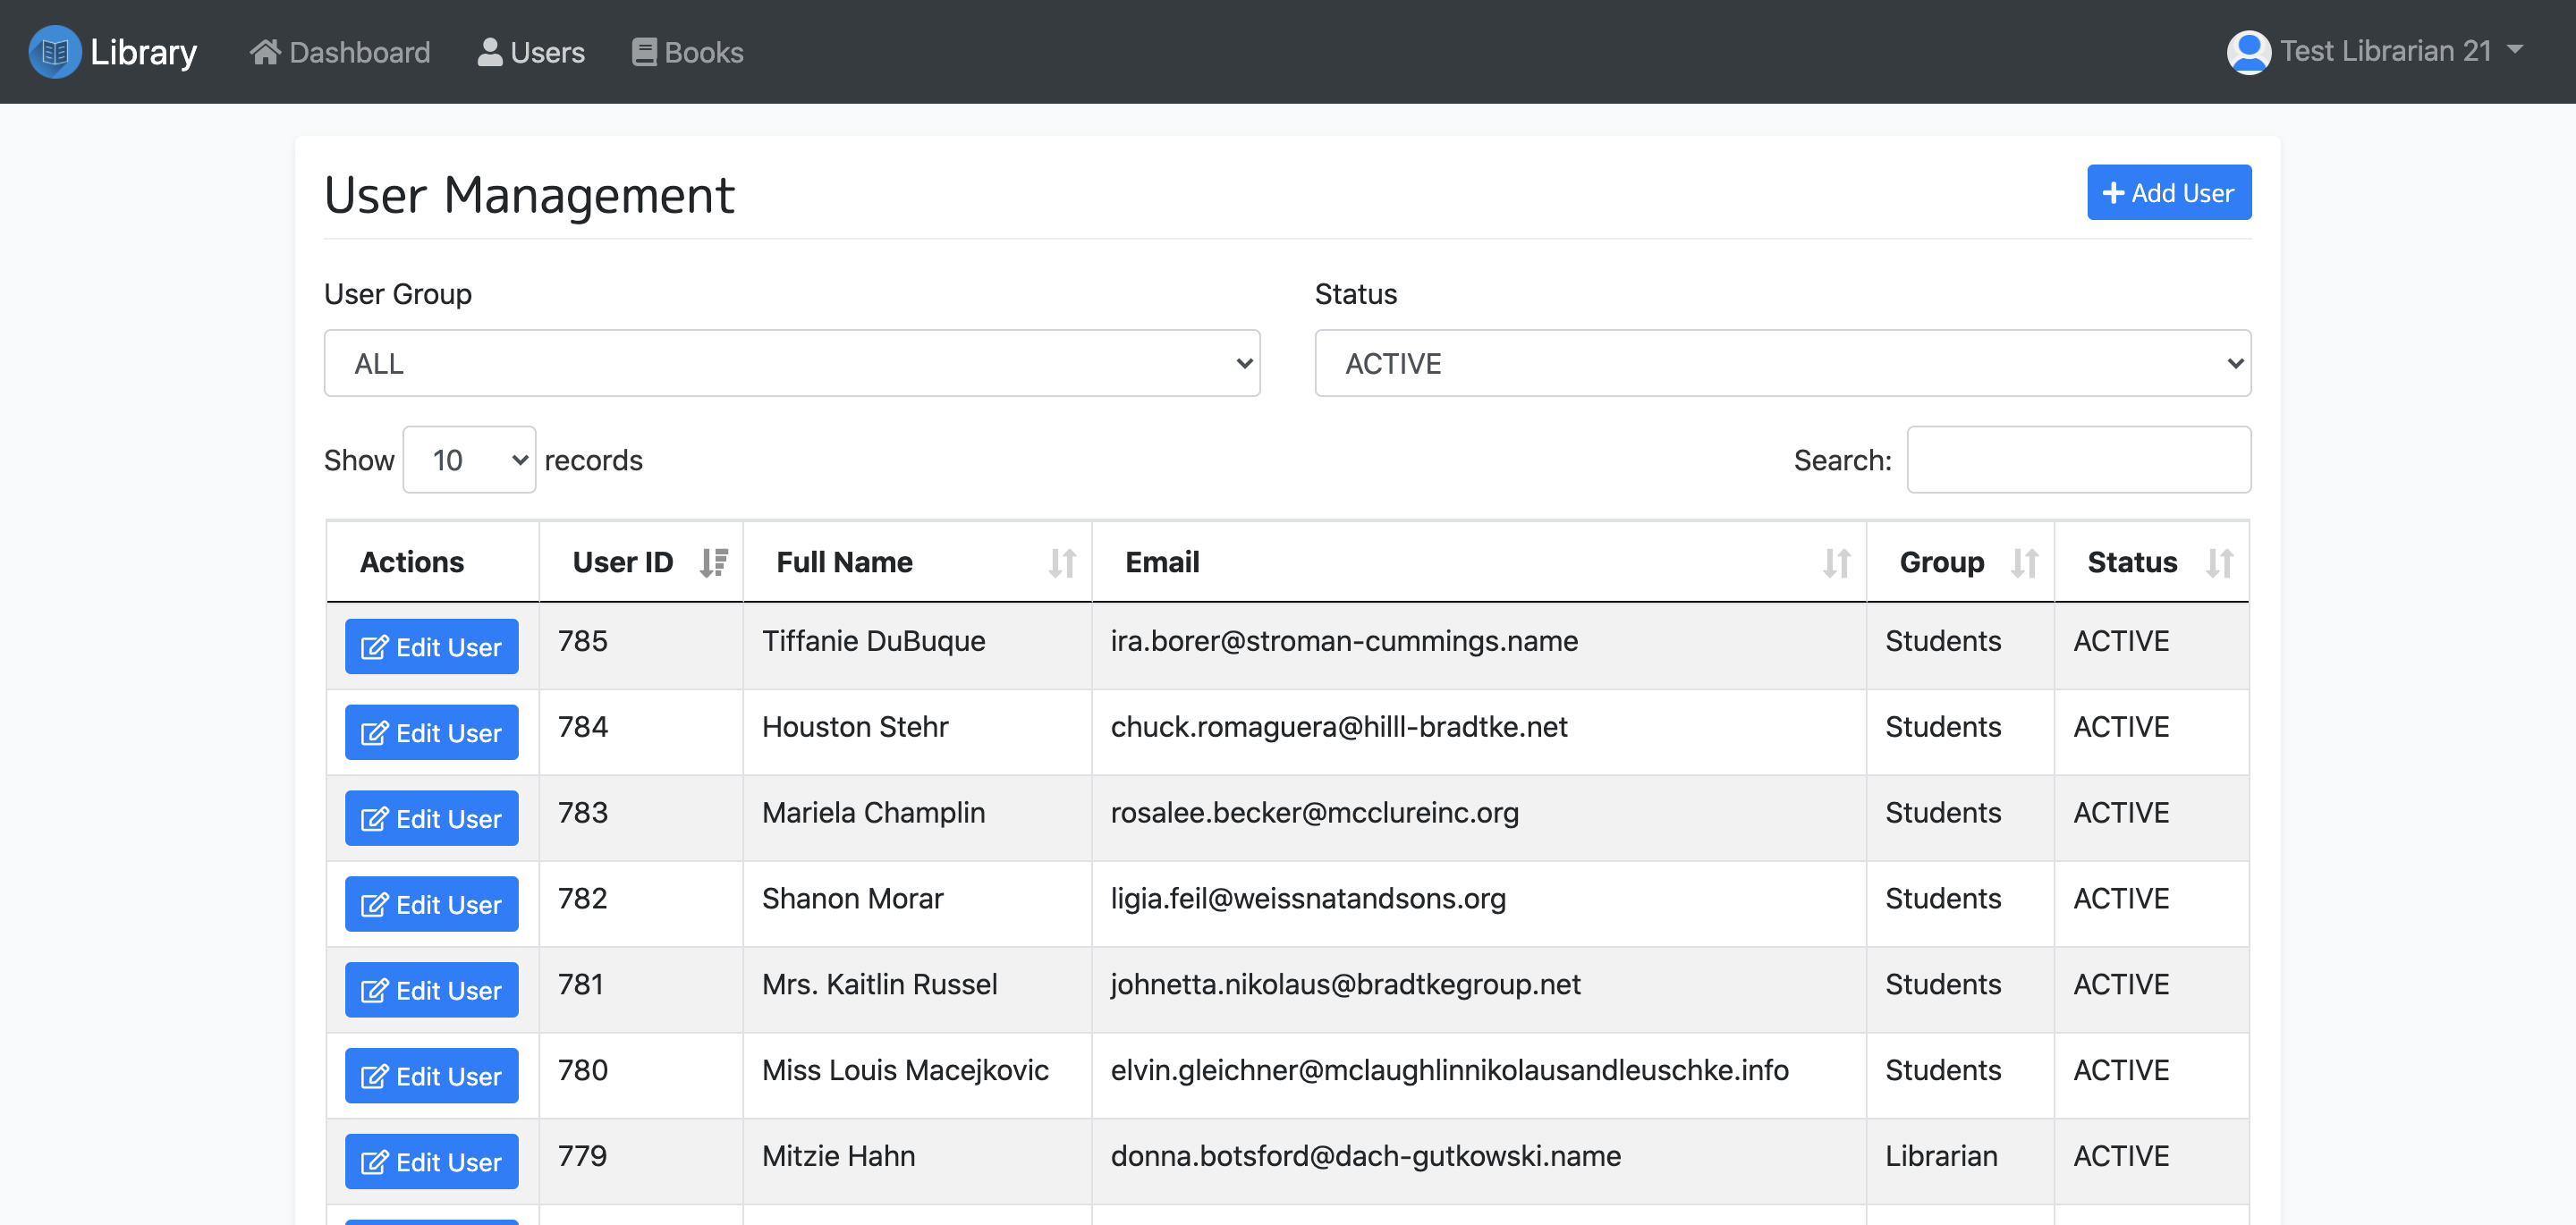 Library Dashboard Users Books Test Librarian 21
User Management Add User
User Group Status
ALL ACTIVE
Show 10 records Search:
Actions User ID Full Name Email Group Status
Edit User 785 Tiffanie DuBuque ira.borer@stroman-cummings.name Students ACTIVE
Edit User 784 Houston Stehr chuck.romaguera@hilll-bradtke.net Students ACTIVE
Edit User 783 Mariela Champlin rosalee.becker@mcclureinc.org Students ACTIVE
Edit User 782 Shanon Morar ligia.feil@weissnatandsons.org Students ACTIVE
Edit User 781 Mrs. Kaitlin Russel johnetta.nikolaus@bradtkegroup.net Students ACTIVE
Edit User 780 Miss Louis Macejkovic elvin.gleichner@mclaughlinnikolausandleuschke.info Students ACTIVE
Edit User 779 Mitzie Hahn donna.botsford@dach-gutkowski.name Librarian ACTIVE